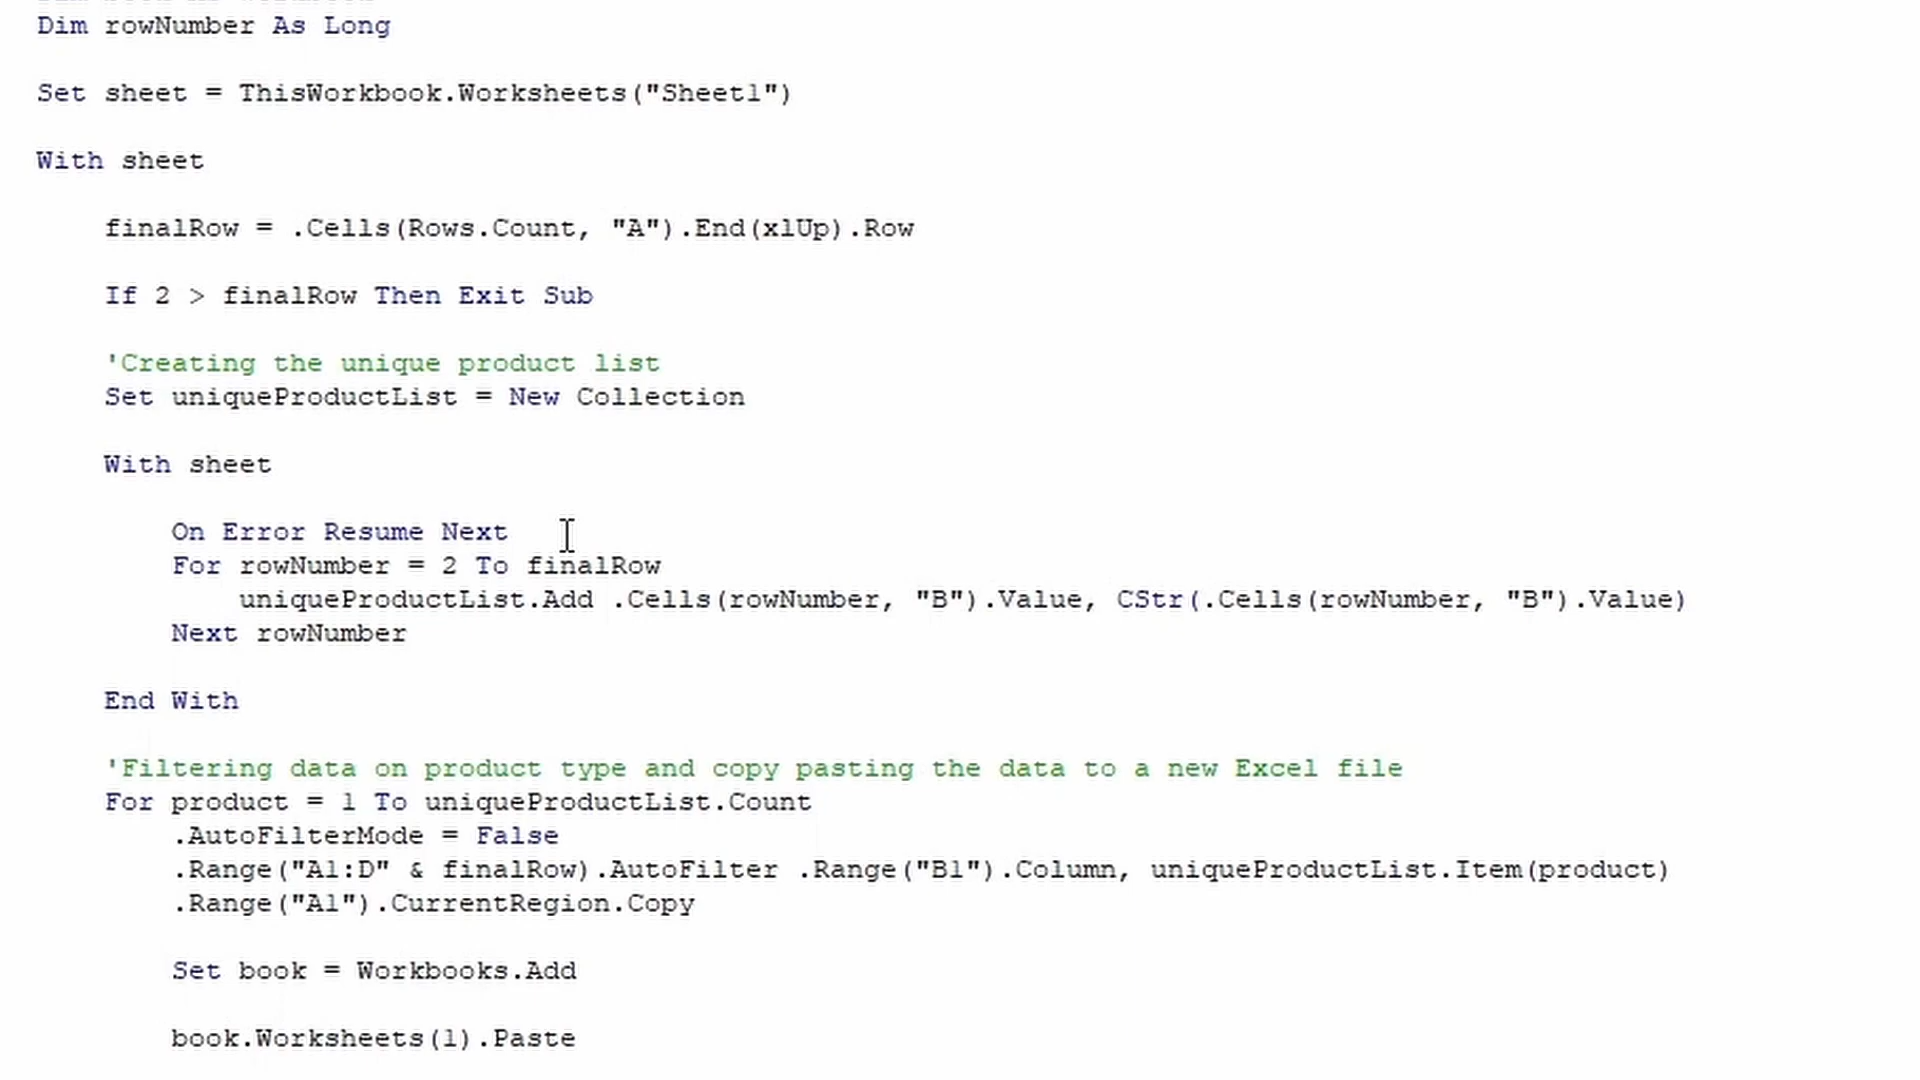 Dim rowNumber As Long
Set sheet = ThisWorkbook.Worksheets("Sheet1")
With sheet
finalRow = .Cells(Rows.Count, "A").End(xlUp).Row
If 2 > finalRow Then Exit Sub
'Creating the unique product list
Set uniqueProductList = New Collection
With sheet
On Error Resume Next
For rowNumber = 2 To finalRow
uniqueProductList.Add .Cells(rowNumber, "B").Value, CStr(.Cells(rowNumber, "B").Value)
Next rowNumber
End With
'Filtering data on product type and copy pasting the data to a new Excel file
For product = 1 To uniqueProductList.Count
.AutoFilterMode = False
.Range("A1:D" & finalRow).AutoFilter .Range("B1").Column, uniqueProductList.Item(product)
.Range("A1").CurrentRegion.Copy
Set book = Workbooks.Add
book.Worksheets(1).Paste